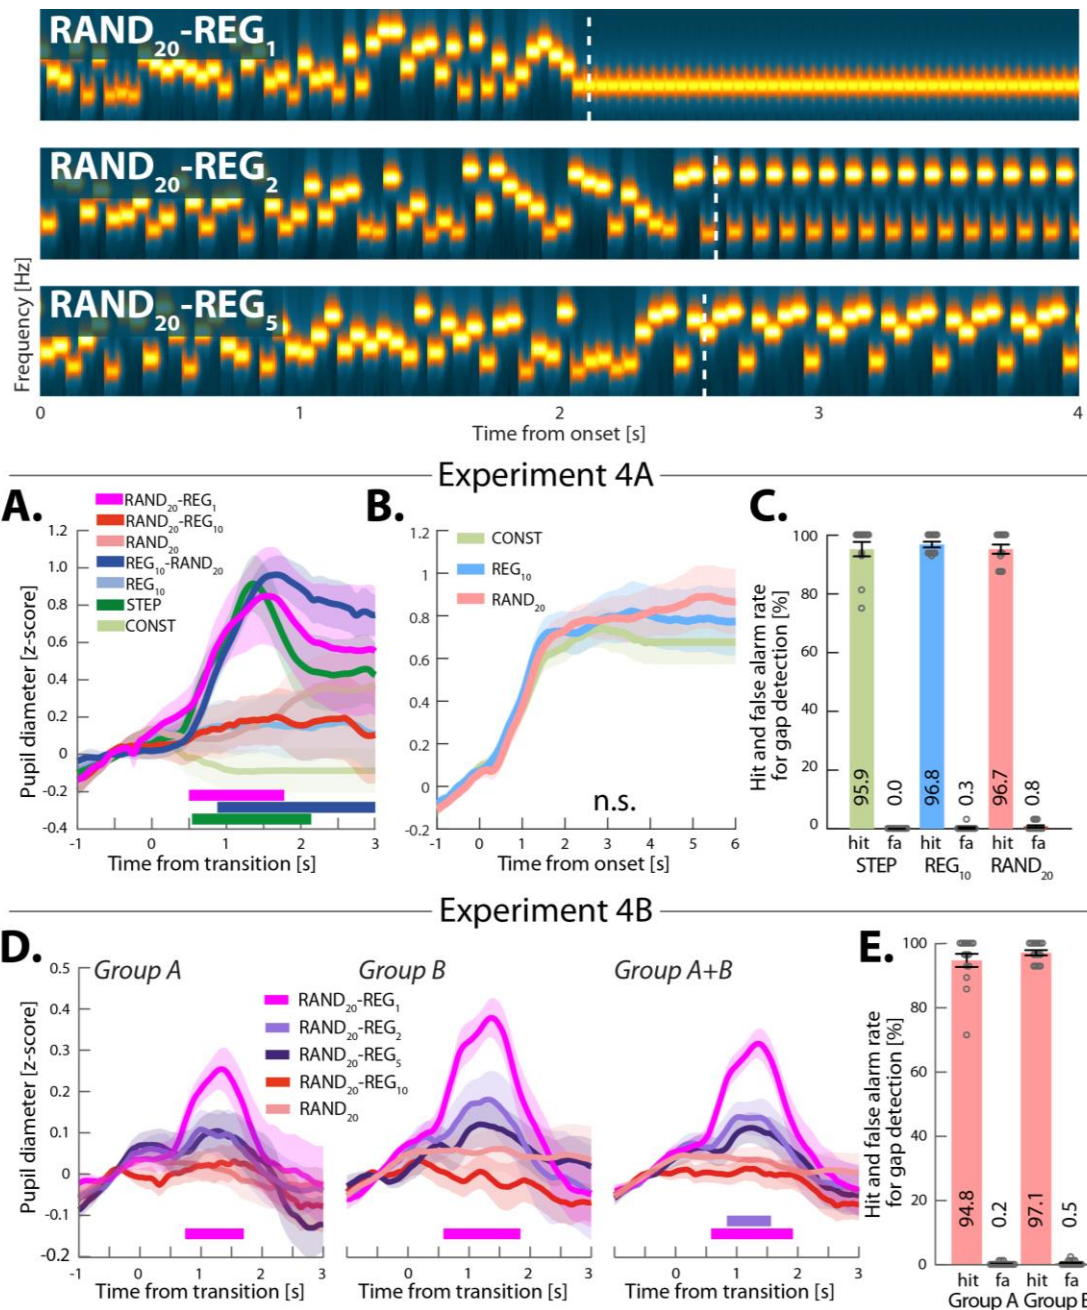 RAND20-REG1
RAND20-REG2
RAND20-REG5
Frequency [Hz]
0 1 2 3 4
Time from onset [s]
Experiment 4A
A.
RAND20-REG1
RAND20-REG10
RAND20
REG10-RAND20
REG10
STEP
CONST
Pupil diameter [z-score]
1.2
1.0
0.8
0.6
0.4
0.2
0
-0.2
-0.4
-1 0 1 2 3
Time from transition [s]
B.
CONST
REG10
RAND20
1.2
1
0.8
0.6
0.4
0.2
0
-0.2
n.s.
-1 0 1 2 3 4 5 6
Time from onset [s]
C.
Hit and false alarm rate
for gap detection [%]
100
80
60
40
20
0
95.9 0.0 96.8 0.3 96.7 0.8
hit fa hit fa hit fa
STEP REG10 RAND20
Experiment 4B
D.
Group A Group B Group A+B
RAND20-REG1
RAND20-REG2
RAND20-REG5
RAND20-REG10
RAND20
Pupil diameter [z-score]
0.5
0.4
0.3
0.2
0.1
0
-0.1
-0.2
-1 0 1 2 3
Time from transition [s]
0 1 2 3
Time from transition [s]
0 1 2 3
Time from transition [s]
E.
Hit and false alarm rate
for gap detection [%]
100
80
60
40
20
0
94.8 0.2 97.1 0.5
hit fa hit fa
Group A Group B